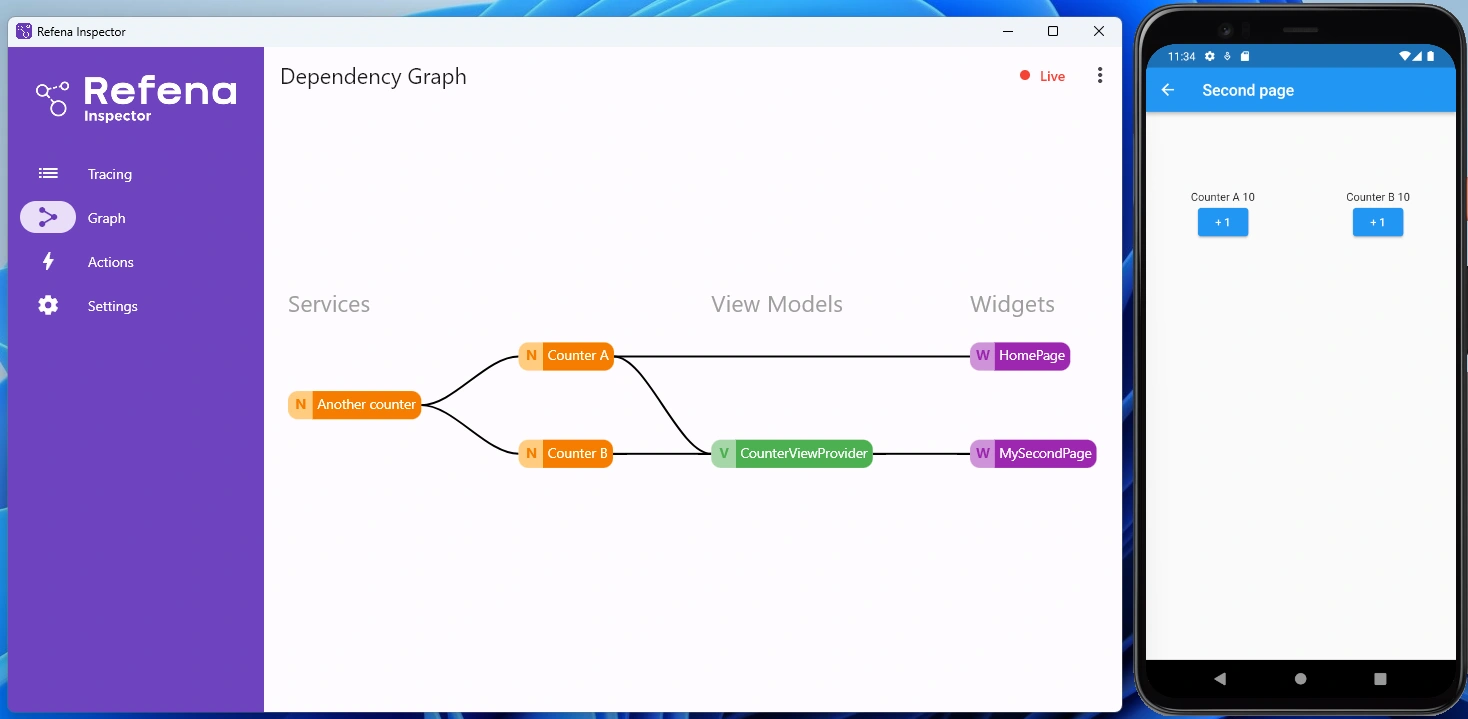 Refena Inspector
Refena
Inspector
Tracing
Graph
Actions
Settings
Dependency Graph
Live
Services
View Models
Widgets
N Counter A
W HomePage
N Another counter
N Counter B
V CounterViewProvider
W MySecondPage
11:34
Second page
Counter A 10
Counter B 10
+ 1
+ 1